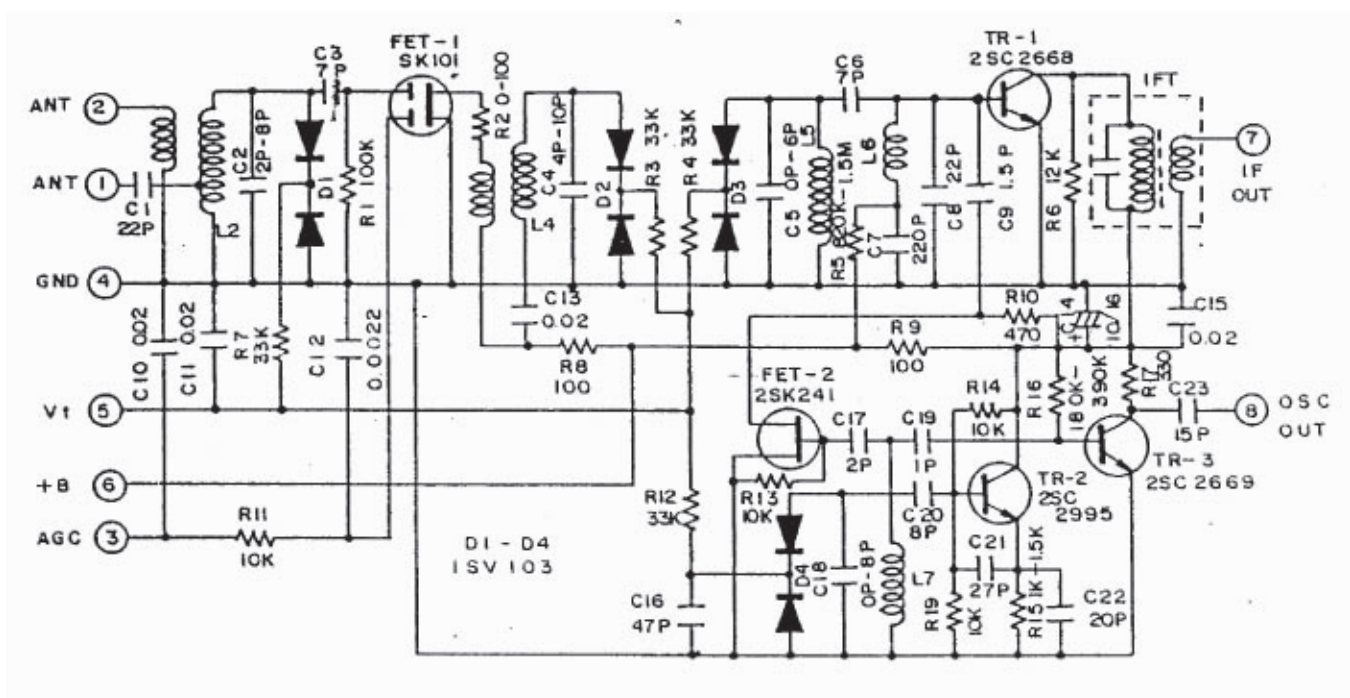 FET-1
SK101
TR-1
2SC2668
C3
7P
C6
7P
IFT
ANT 2
ANT 1
C1
22P
L2
C2 2P-8P
D1
R1 100K
R2 0-100
L4
C4 4P-10P
D2
R3 33K
R4 33K
D3
C5 0P-6P
L5
L6
C7
220P
C8 22P
C9 1.5P
R6 12K
7
IF
OUT
GND 4
C10 0.02
C11 0.02
R7
33K
C12
0.022
C13
0.02
R8
100
R9
100
R10
470
10 16
C15
0.02
Vt 5
+B 6
AGC 3
R11
10K
FET-2
2SK241
C17
2P
C19
1P
R14
10K
R16
180K-
390K
R17
330
C23
15P
8 OSC
OUT
TR-3
2SC2669
R12
33K
R13
10K
C20
8P
TR-2
2SC
2995
D1-D4
1SV103
C16
47P
D4
C18
0P-8P
L7
R19
10K
C21
27P
R15 1K-1.5K
C22
20P